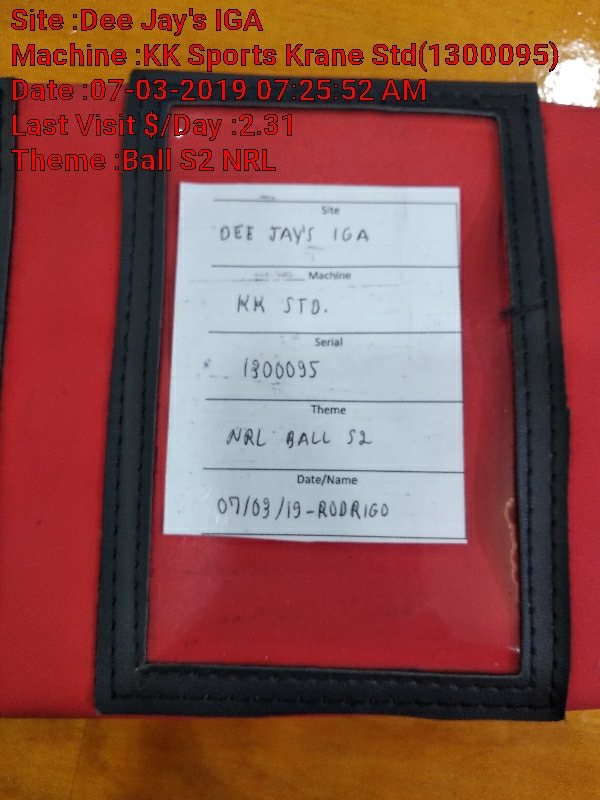 Site :Dee Jay's IGA
Machine :KK Sports Krane Std(1300095)
Date :07-03-2019 07:25:52 AM
Last Visit $/Day :2.31
Theme :Ball S2 NRL
Site
DEE JAY'S IGA
Machine
KK STD.
Serial
1300095
Theme
NRL BALL S2
Date/Name
07/03/19-RODRIGO